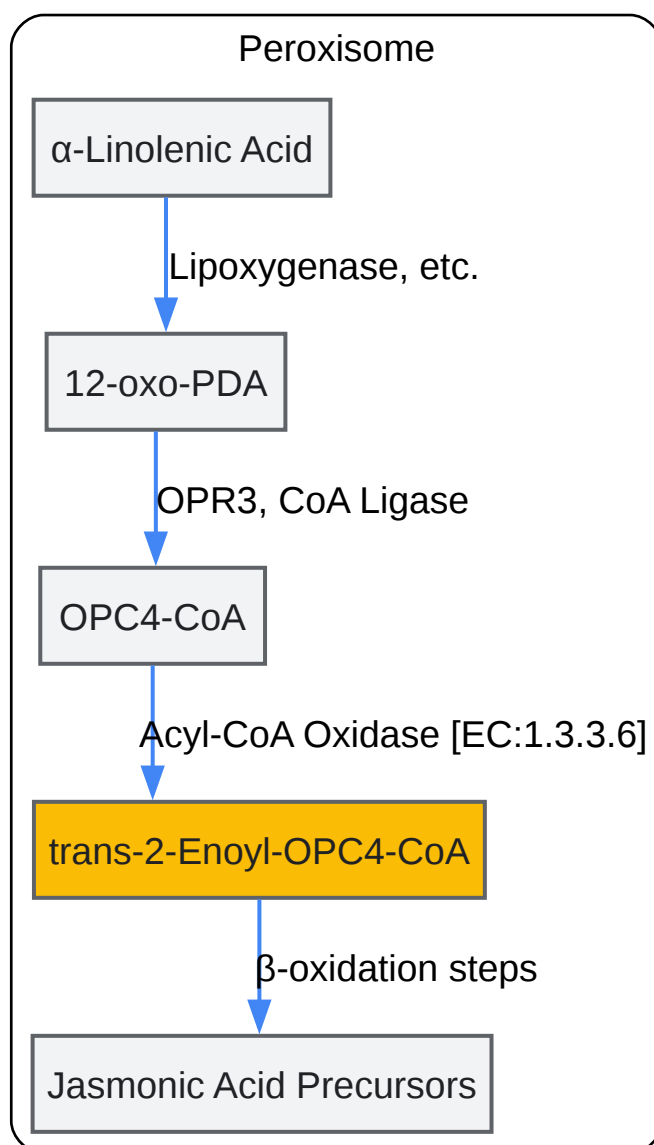 Peroxisome
α-Linolenic Acid
Lipoxygenase, etc.
12-oxo-PDA
OPR3, CoA Ligase
OPC4-CoA
Acyl-CoA Oxidase [EC:1.3.3.6]
trans-2-Enoyl-OPC4-CoA
β-oxidation steps
Jasmonic Acid Precursors